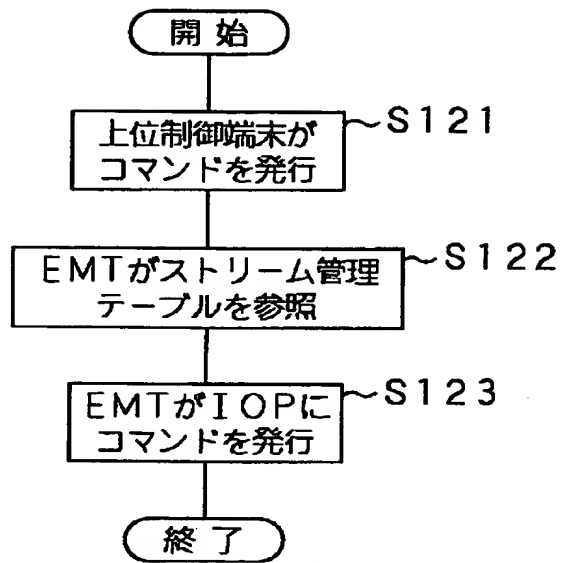 開始
上位制御端末が
コマンドを発行
S121
EMTがストリーム管理
テーブルを参照
S122
EMTがIOPに
コマンドを発行
S123
終了